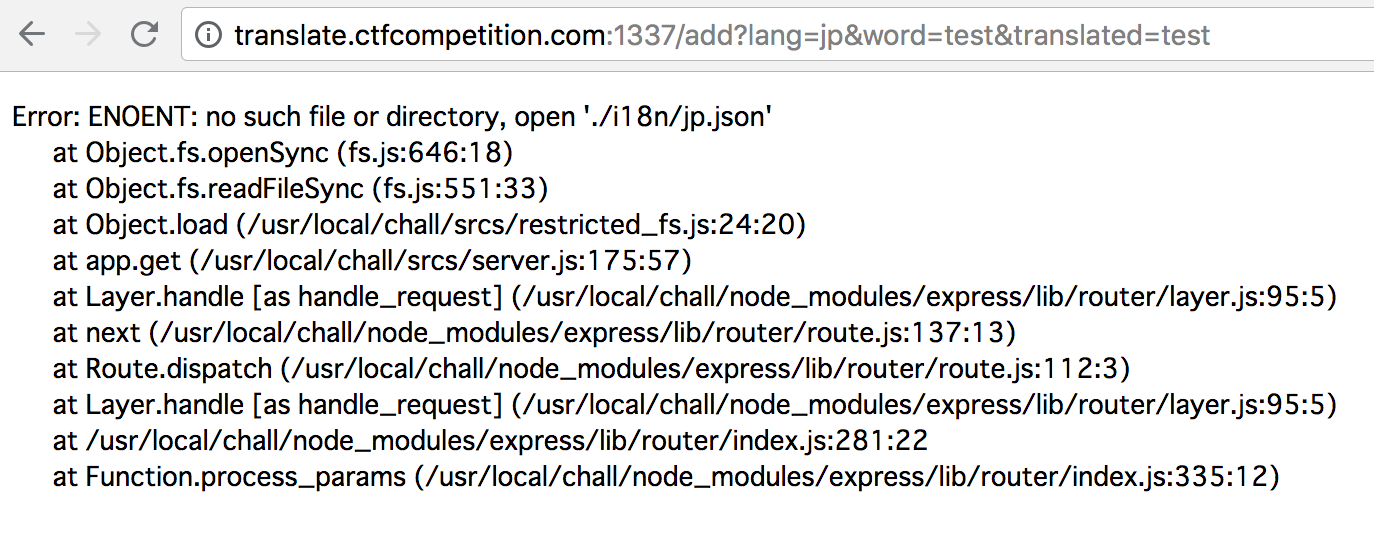 translate.ctfcompetition.com:1337/add?lang=jp&word=test&translated=test
Error: ENOENT: no such file or directory, open './i18n/jp.json'
at Object.fs.openSync (fs.js:646:18)
at Object.fs.readFileSync (fs.js:551:33)
at Object.load (/usr/local/chall/srcs/restricted_fs.js:24:20)
at app.get (/usr/local/chall/srcs/server.js:175:57)
at Layer.handle [as handle_request] (/usr/local/chall/node_modules/express/lib/router/layer.js:95:5)
at next (/usr/local/chall/node_modules/express/lib/router/route.js:137:13)
at Route.dispatch (/usr/local/chall/node_modules/express/lib/router/route.js:112:3)
at Layer.handle [as handle_request] (/usr/local/chall/node_modules/express/lib/router/layer.js:95:5)
at /usr/local/chall/node_modules/express/lib/router/index.js:281:22
at Function.process_params (/usr/local/chall/node_modules/express/lib/router/index.js:335:12)